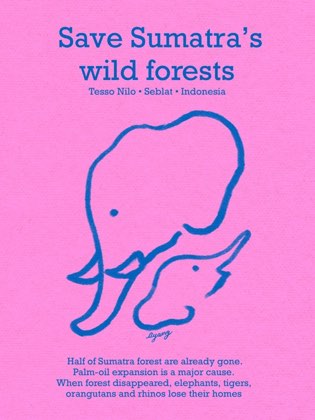 Save Sumatra's
wild forests
Tesso Nilo • Seblat • Indonesia
Half of Sumatra forest are already gone.
Palm-oil expansion is a major cause.
When forest disappeared, elephants, tigers,
orangutans and rhinos lose their homes